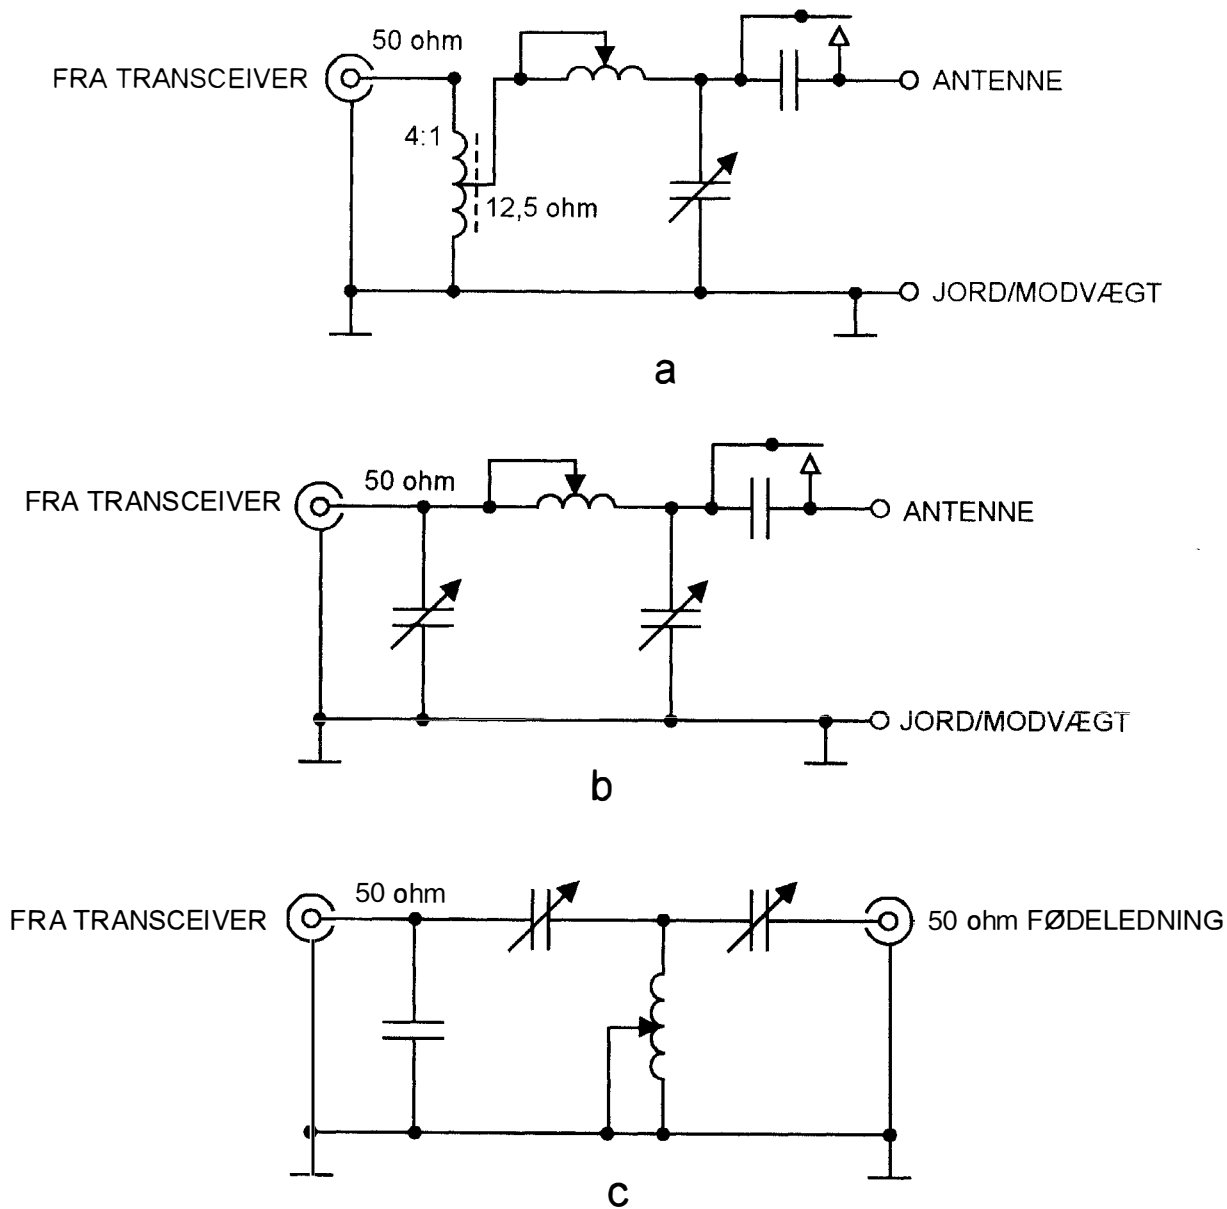 50 ohm
FRA TRANSCEIVER
ANTENNE
4:1
12,5 ohm
JORD/MODVÆGT
a
50 ohm
FRA TRANSCEIVER
ANTENNE
JORD/MODVÆGT
b
50 ohm
FRA TRANSCEIVER
50 ohm FØDELEDNING
c